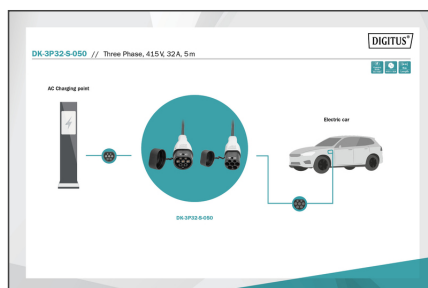 DIGITUS®
DK-3P32-S-050 // Three Phase, 415 V, 32 A, 5 m
AC Charging point
Electric car
DK-3P32-S-050